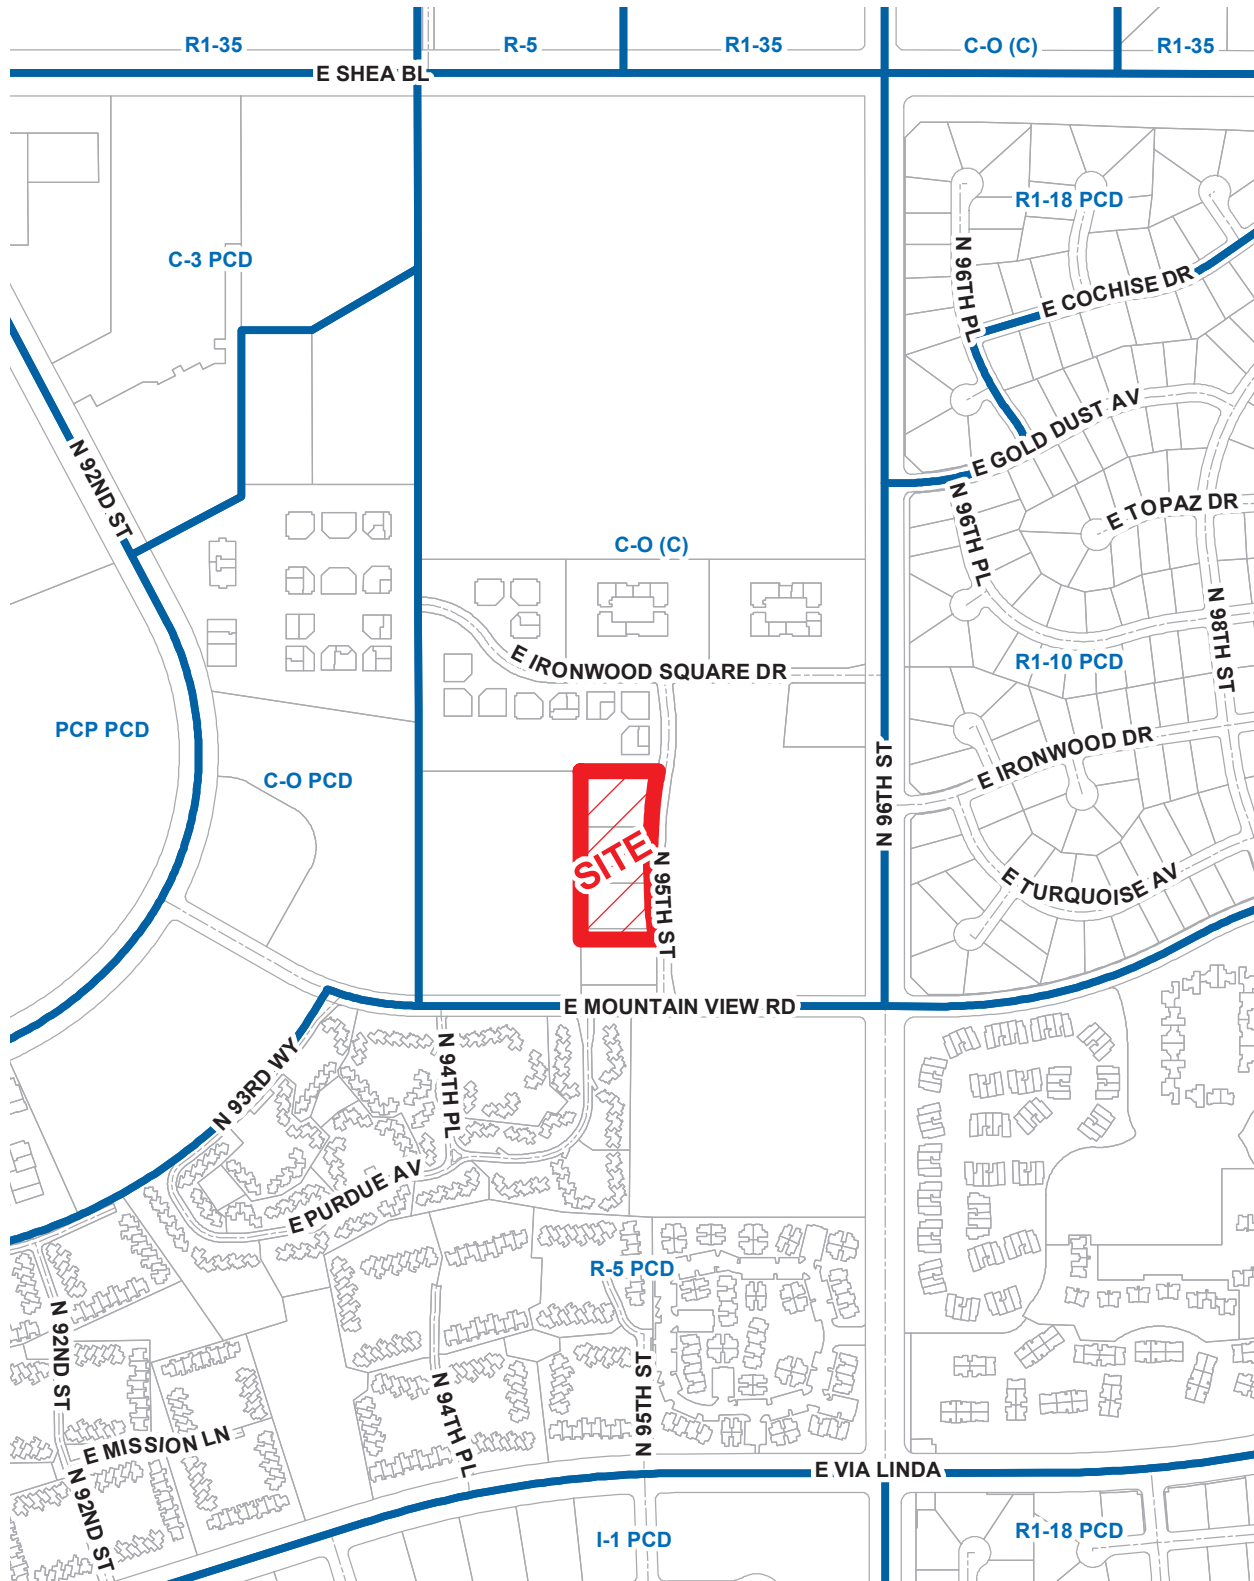 R1-35
R-5
R1-35
C-O (C)
R1-35
E SHEA BL
R1-18 PCD
C-3 PCD
N 96TH PL
E COCHISE DR
E GOLD DUST AV
N 92ND ST
N 96TH PL
E TOPAZ DR
C-O (C)
N 98TH ST
E IRONWOOD SQUARE DR
R1-10 PCD
PCP PCD
C-O PCD
E IRONWOOD DR
N 96TH ST
SITE
N 95TH ST
E TURQUOISE AV
E MOUNTAIN VIEW RD
N 93RD WY
N 94TH PL
E PURDUE AV
R-5 PCD
N 92ND ST
N 94TH PL
N 95TH ST
E MISSION LN
N 92ND ST
E VIA LINDA
I-1 PCD
R1-18 PCD